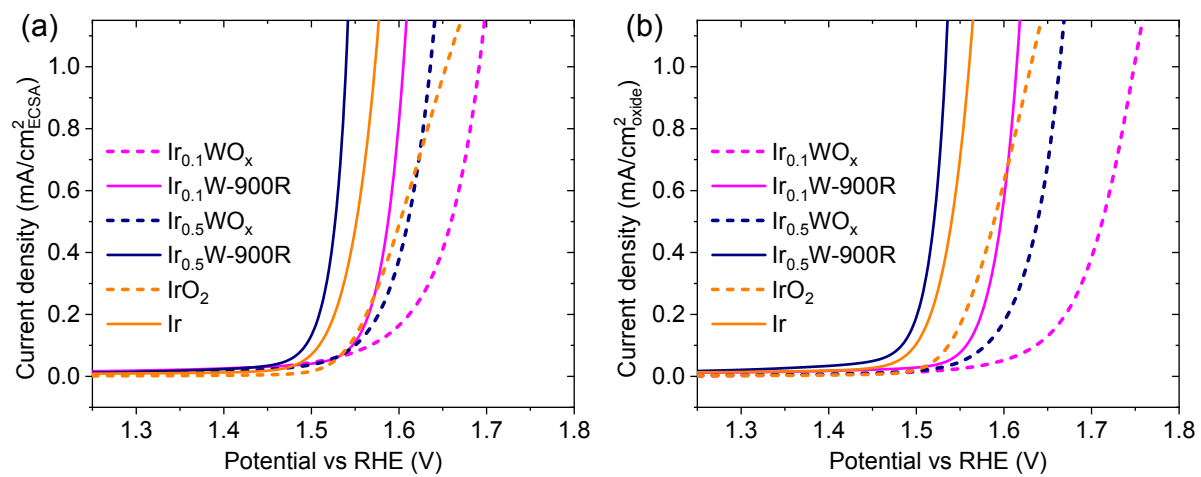 (a)
Current density (mA/cm²ECSA)
1.0
0.8
0.6
0.4
0.2
0.0
Ir0.1WOx
Ir0.1W-900R
Ir0.5WOx
Ir0.5W-900R
IrO2
Ir
1.3 1.4 1.5 1.6 1.7 1.8
Potential vs RHE (V)
(b)
Current density (mA/cm²oxide)
1.0
0.8
0.6
0.4
0.2
0.0
Ir0.1WOx
Ir0.1W-900R
Ir0.5WOx
Ir0.5W-900R
IrO2
Ir
1.3 1.4 1.5 1.6 1.7 1.8
Potential vs RHE (V)